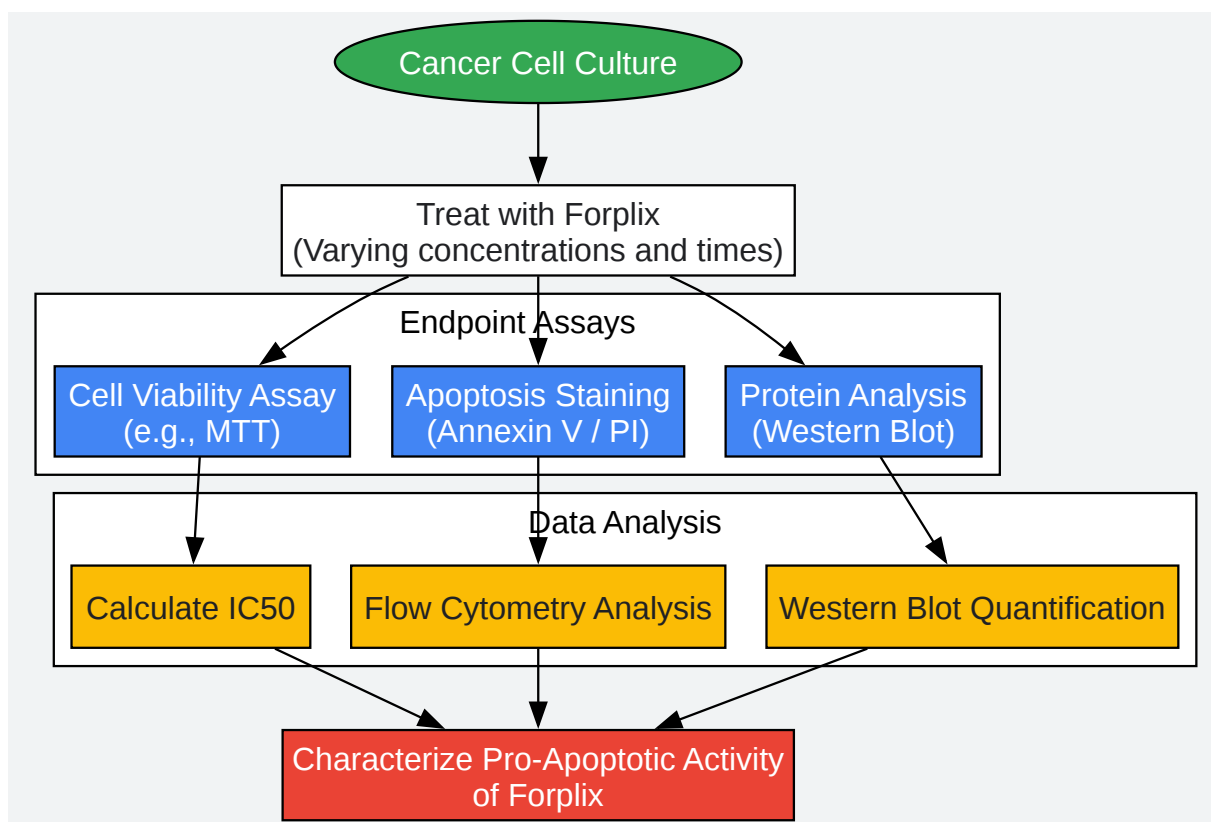 Cancer Cell Culture
Treat with Forplix
(Varying concentrations and times)
Endpoint Assays
Cell Viability Assay
(e.g., MTT)
Apoptosis Staining
(Annexin V / PI)
Protein Analysis
(Western Blot)
Data Analysis
Calculate IC50
Flow Cytometry Analysis
Western Blot Quantification
Characterize Pro-Apoptotic Activity
of Forplix